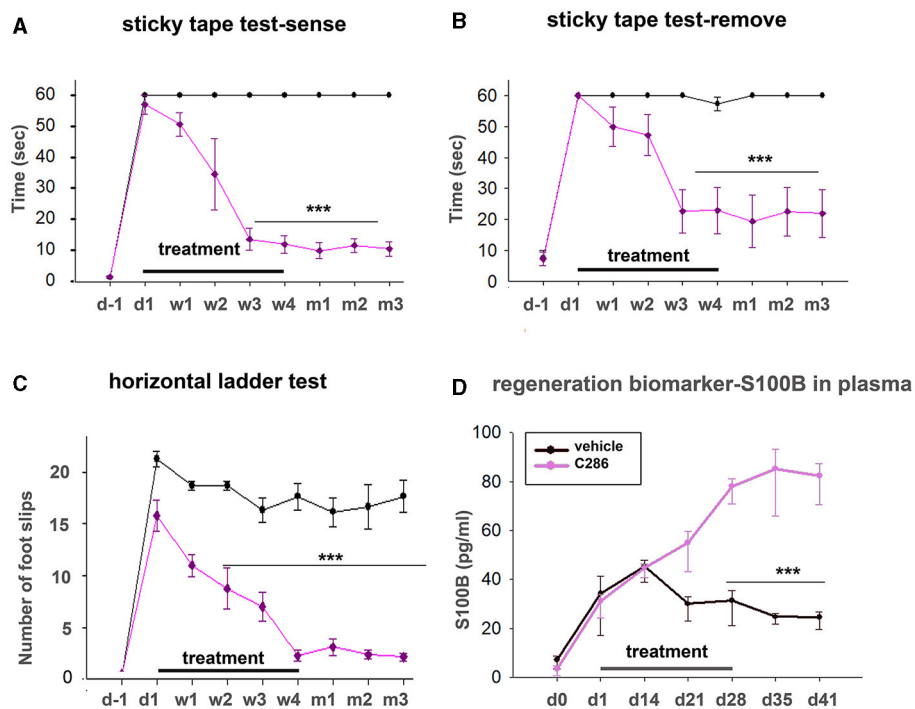 A
sticky tape test-sense
Time (sec)
60
50
40
30
20
10
0
***
treatment
d-1 d1 w1 w2 w3 w4 m1 m2 m3
B
sticky tape test-remove
Time (sec)
60
50
40
30
20
10
0
***
treatment
d-1 d1 w1 w2 w3 w4 m1 m2 m3
C
horizontal ladder test
Number of foot slips
20
15
10
5
0
***
treatment
d-1 d1 w1 w2 w3 w4 m1 m2 m3
D
regeneration biomarker-S100B in plasma
S100B (pg/ml)
100
80
60
40
20
0
vehicle
C286
***
treatment
d0 d1 d14 d21 d28 d35 d41